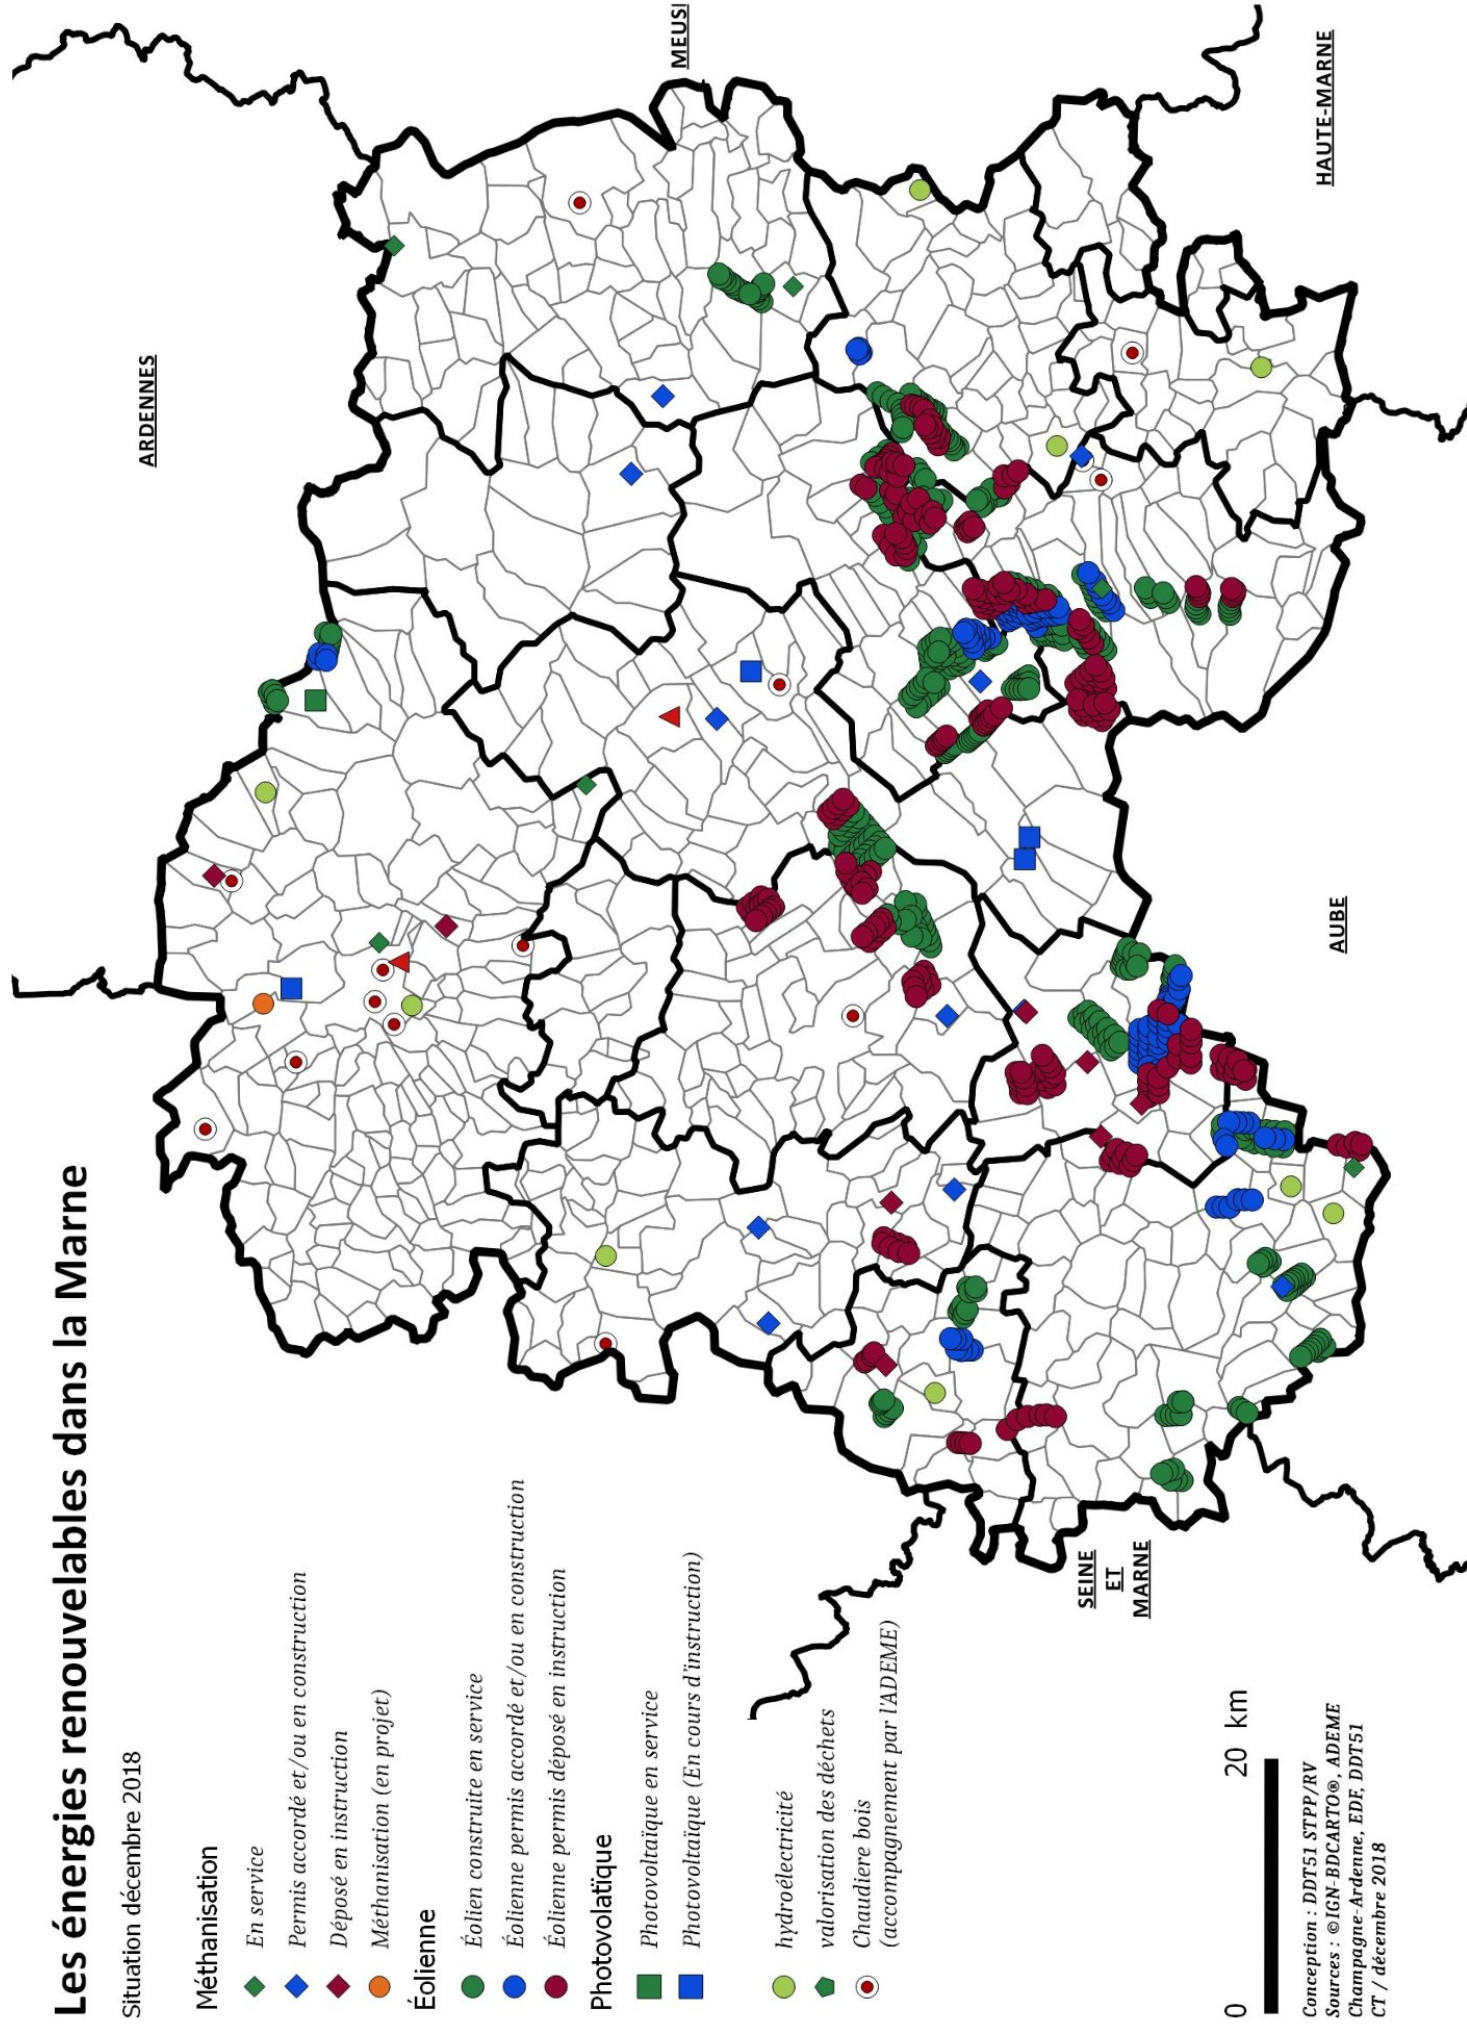 Les énergies renouvelables dans la Marne
Situation décembre 2018
Méthanisation
En service
Permis accordé et/ou en construction
Déposé en instruction
Méthanisation (en projet)
Éolienne
Éolien construite en service
Éolienne permis accordé et/ou en construction
Éolienne permis déposé en instruction
Photovolatïque
Photovoltaïque en service
Photovoltaïque (En cours d'instruction)
hydroélectricité
valorisation des déchets
Chaudiere bois
(accompagnement par l'ADEME)
0 20 km
Conception : DDT51 STPP/RV
Sources : ©IGN-BDCARTO®, ADEME
Champagne-Ardenne, EDE, DDT51
CT / décembre 2018
ARDENNES
MEUS
HAUTE-MARNE
AUBE
SEINE
ET
MARNE